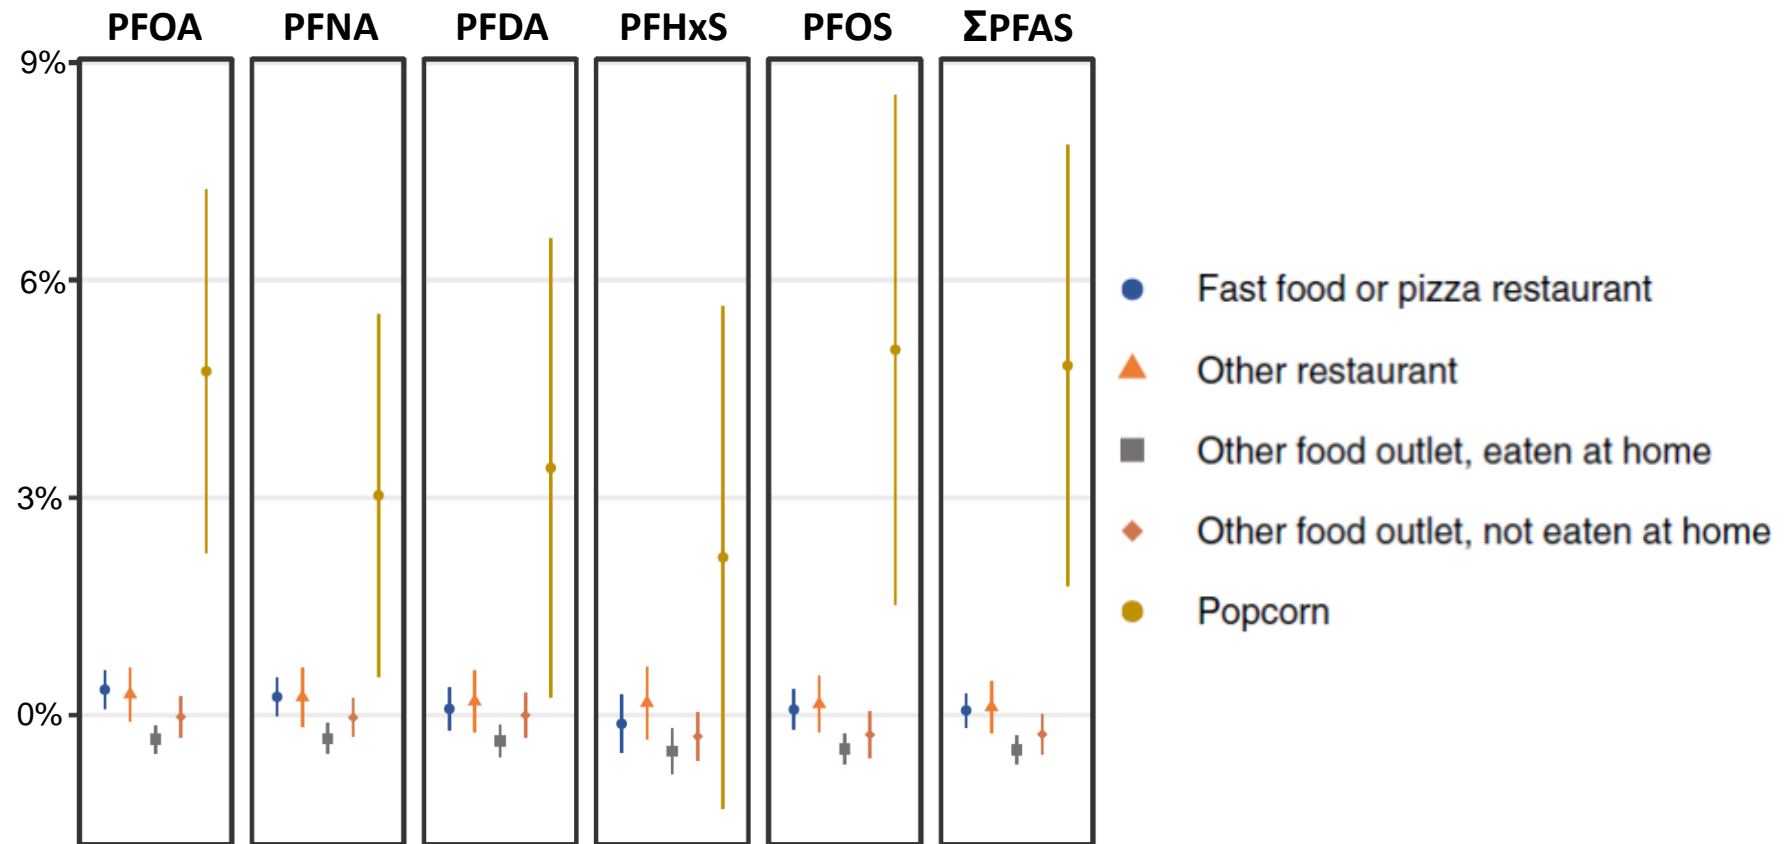 PFOA PFNA PFDA PFHxS PFOS ΣPFAS
9%
6%
3%
0%
Fast food or pizza restaurant
Other restaurant
Other food outlet, eaten at home
Other food outlet, not eaten at home
Popcorn